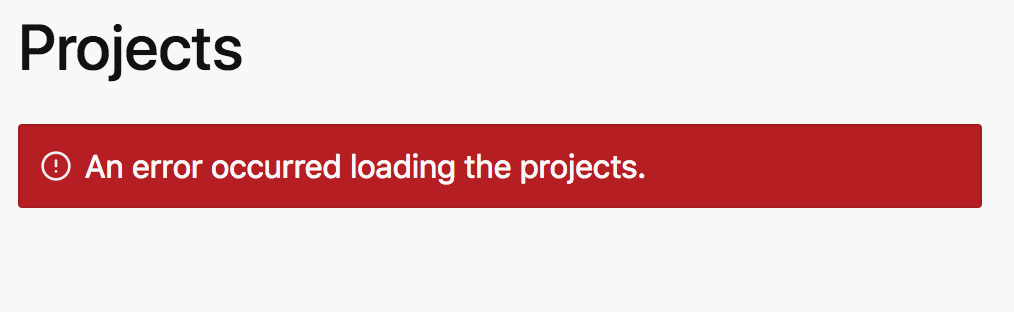 Projects
An error occurred loading the projects.